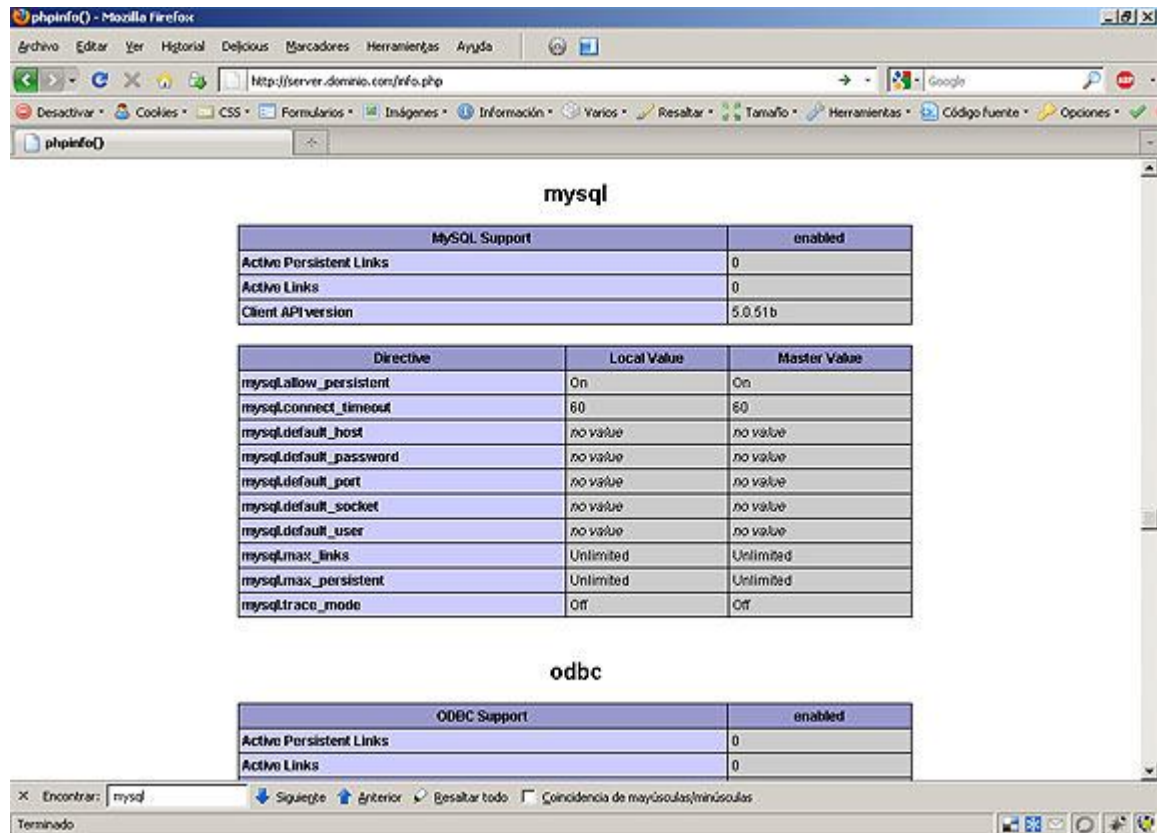 phpinfo() - Mozilla Firefox
Archivo Editar Ver Historial Delicious Marcadores Herramientas Ayuda
http://server.dominio.com/info.php Google
Desactivar Cookies CSS Formularios Imágenes Información Varios Resaltar Tamaño Herramientas Código fuente Opciones
phpinfo()
mysql
MySQL Support enabled
Active Persistent Links 0
Active Links 0
Client API version 5.0.51b
Directive Local Value Master Value
mysql.allow_persistent On On
mysql.connect_timeout 60 60
mysql.default_host no value no value
mysql.default_password no value no value
mysql.default_port no value no value
mysql.default_socket no value no value
mysql.default_user no value no value
mysql.max_links Unlimited Unlimited
mysql.max_persistent Unlimited Unlimited
mysql.trace_mode Off Off
odbc
ODBC Support enabled
Active Persistent Links 0
Active Links 0
Encontrar: mysql Siguiente Anterior Resaltar todo Coincidencia de mayúsculas/minúsculas
Terminado